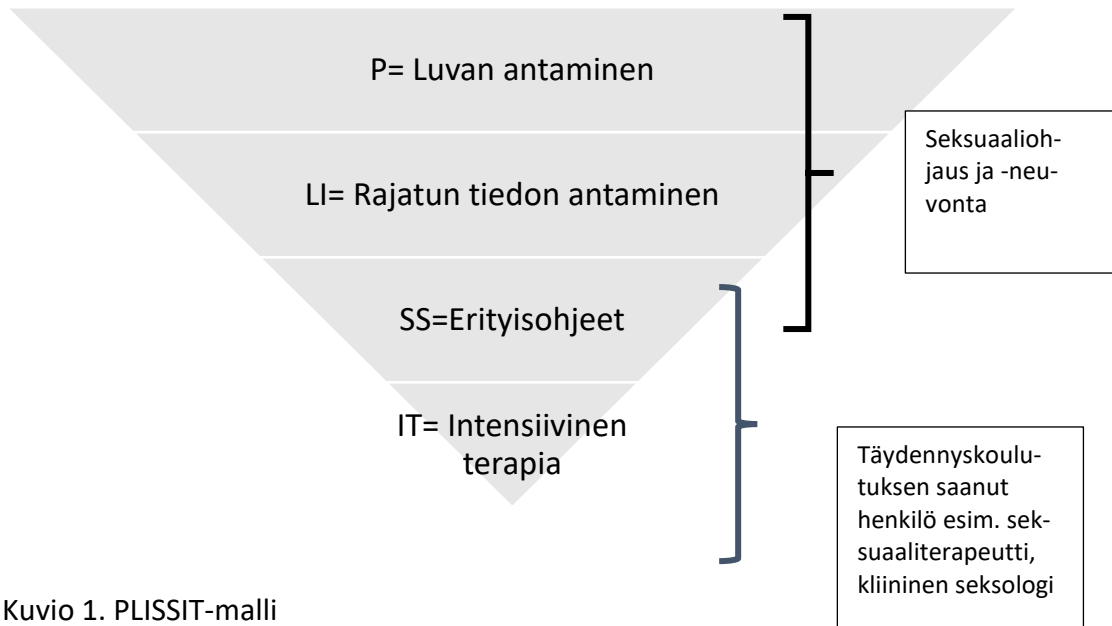 P= Luvan antaminen
LI= Rajatun tiedon antaminen
SS=Erityisohjeet
IT= Intensiivinen
terapia
Seksuaalioh-
jaus ja -neu-
vonta
Täydennyskoulu-
tuksen saanut
henkilö esim. sek-
suaaliterapeutti,
kliininen seksologi
Kuvio 1. PLISSIT-malli